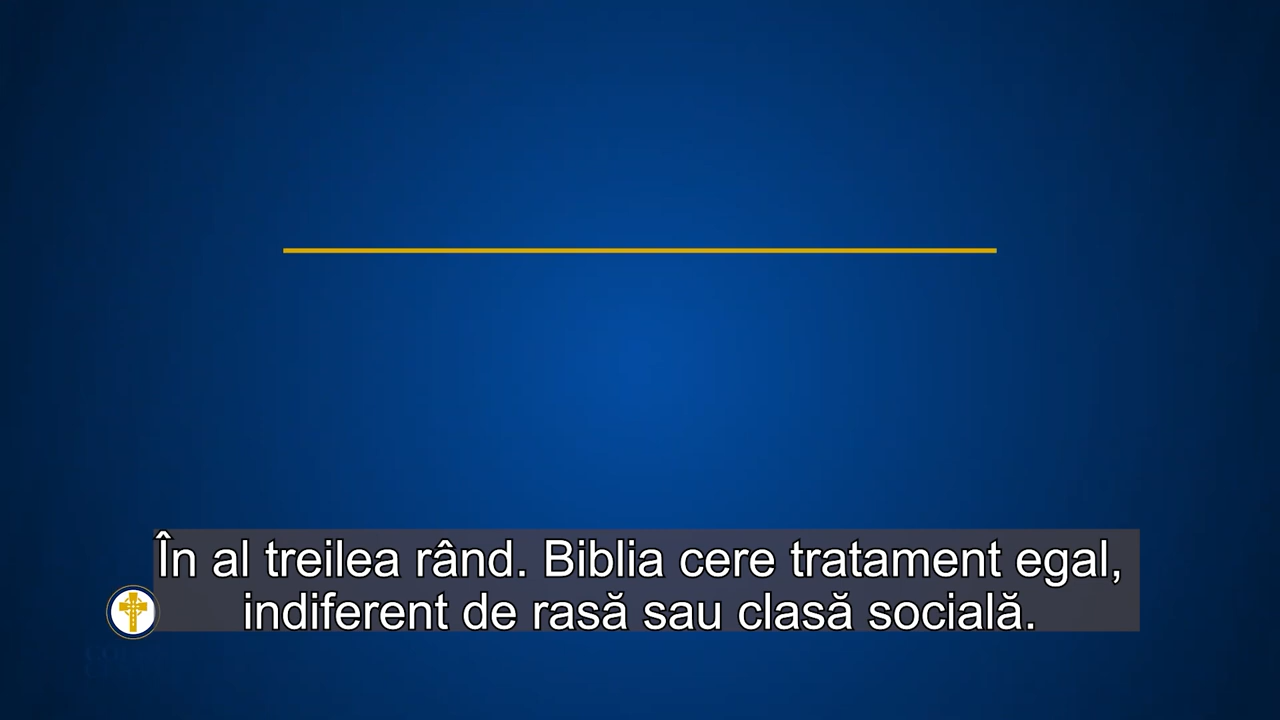 În al treilea rând. Biblia cere tratament egal,
indiferent de rasă sau clasă socială.